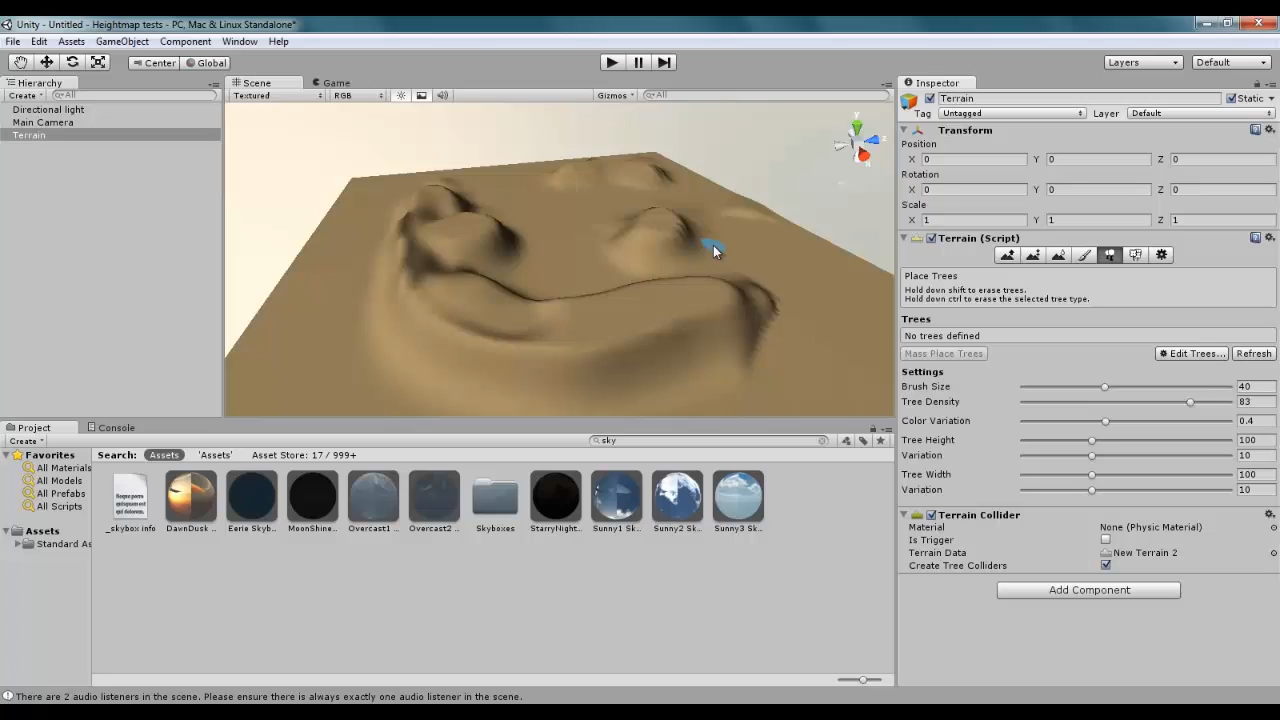 Unity - Untitled - Heightmap tests - PC, Mac & Linux Standalone*
File Edit Assets GameObject Component Window Help
Center Global Layers Default
Hierarchy
Create All
Directional light
Main Camera
Terrain
Scene Game
Textured RGB Gizmos All
y
Inspector
Terrain Static
Tag Untagged Layer Default
Transform
Position
X 0 Y 0 Z 0
Rotation
X 0 Y 0 Z 0
Scale
X 1 Y 1 Z 1
Terrain (Script)
Place Trees
Hold down shift to erase trees.
Hold down ctrl to erase the selected tree type.
Trees
No trees defined
Mass Place Trees Edit Trees... Refresh
Settings
Brush Size 40
Tree Density 83
Color Variation 0.4
Tree Height 100
Variation 10
Tree Width 100
Variation 10
Terrain Collider
Material None (Physic Material)
Is Trigger
Terrain Data New Terrain 2
Create Tree Colliders
Add Component
Project Console
Create sky
Favorites
All Materials
All Models
All Prefabs
All Scripts
Assets
Standard As
Search: Assets 'Assets' Asset Store: 17 / 999+
_skybox info DawnDusk ... Eerie Skyb... MoonShine... Overcast1 ... Overcast2 ... Skyboxes StarryNight... Sunny1 Sk... Sunny2 Sk... Sunny3 Sk...
There are 2 audio listeners in the scene. Please ensure there is always exactly one audio listener in the scene.